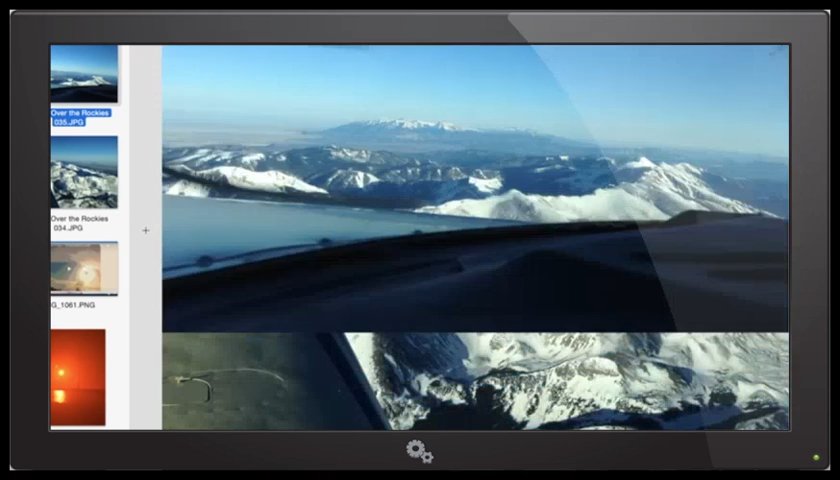 Over the Rockies
035.JPG
Over the Rockies
034.JPG
G_1061.PNG